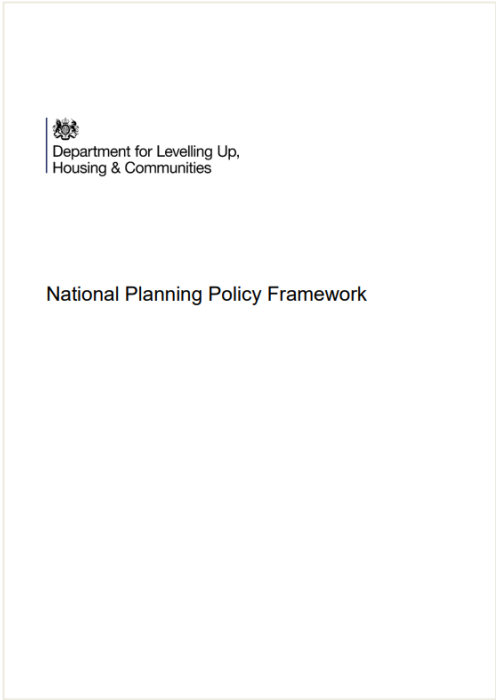 Department for Levelling Up,
Housing & Communities
National Planning Policy Framework